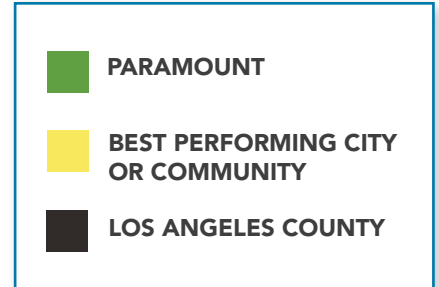 PARAMOUNT
BEST PERFORMING CITY
OR COMMUNITY
LOS ANGELES COUNTY